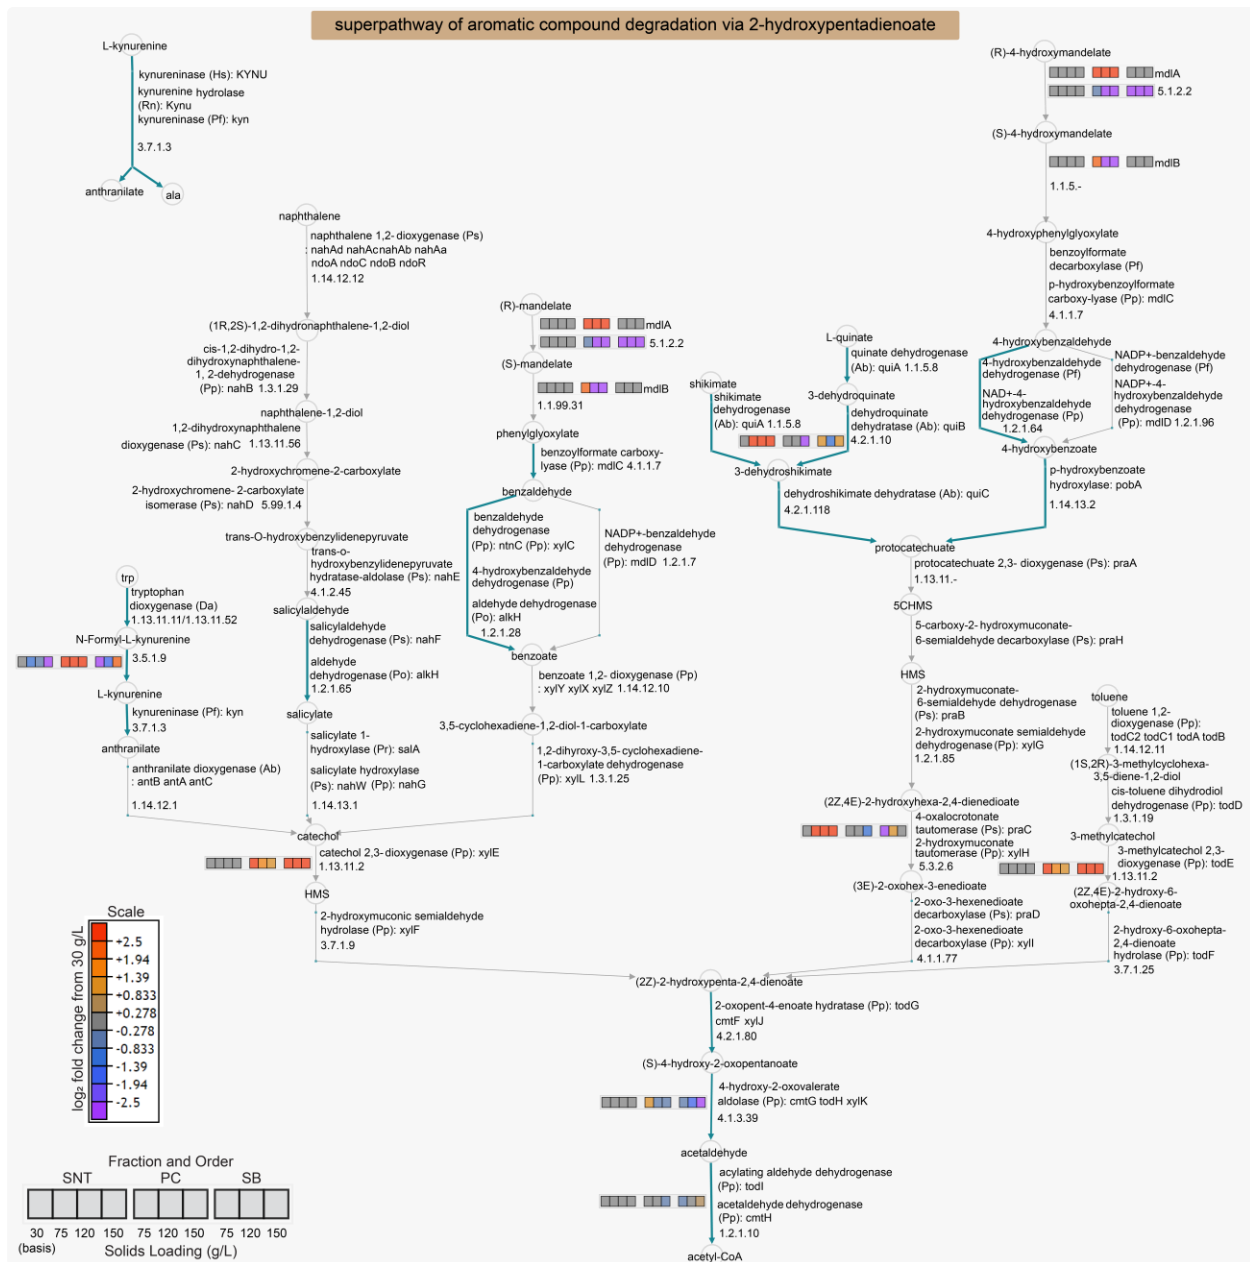 superpathway of aromatic compound degradation via 2-hydroxypentadienoate
L-kynurenine
kynureninase (Hs): KYNU
kynurenine hydrolase
(Rn): Kynu
kynureninase (Pf): kyn
3.7.1.3
anthranilate
ala
naphthalene
naphthalene 1,2- dioxygenase (Ps)
: nahAd nahAcnahAb nahAa
ndoA ndoC ndoB ndoR
1.14.12.12
(1R,2S)-1,2-dihydronaphthalene-1,2-diol
cis-1,2-dihydro-1,2-
dihydroxynaphthalene-
1, 2-dehydrogenase
(Pp): nahB 1.3.1.29
naphthalene-1,2-diol
1,2-dihydroxynaphthalene
dioxygenase (Ps): nahC 1.13.11.56
2-hydroxychromene-2-carboxylate
2-hydroxychromene- 2-carboxylate
isomerase (Ps): nahD 5.99.1.4
trans-O-hydroxybenzylidenepyruvate
trans-o-
hydroxybenzylidenepyruvate
hydratase-aldolase (Ps): nahE
4.1.2.45
salicylaldehyde
salicylaldehyde
dehydrogenase (Ps): nahF
aldehyde
dehydrogenase (Po): alkH
1.2.1.65
salicylate
salicylate 1-
hydroxylase (Pr): salA
salicylate hydroxylase
(Ps): nahW (Pp): nahG
1.14.13.1
trp
tryptophan
dioxygenase (Da)
1.13.11.11/1.13.11.52
N-Formyl-L-kynurenine
3.5.1.9
L-kynurenine
kynureninase (Pf): kyn
3.7.1.3
anthranilate
anthranilate dioxygenase (Ab)
: antB antA antC
1.14.12.1
(R)-mandelate
mdlA
5.1.2.2
(S)-mandelate
mdlB
1.1.99.31
phenylglyoxylate
benzoylformate carboxy-
lyase (Pp): mdlC 4.1.1.7
benzaldehyde
benzaldehyde
dehydrogenase
(Pp): ntnC (Pp): xylC
4-hydroxybenzaldehyde
dehydrogenase (Pp)
aldehyde dehydrogenase
(Po): alkH
1.2.1.28
NADP+-benzaldehyde
dehydrogenase
(Pp): mdlD 1.2.1.7
benzoate
benzoate 1,2- dioxygenase (Pp)
: xylY xylX xylZ 1.14.12.10
3,5-cyclohexadiene-1,2-diol-1-carboxylate
1,2-dihyroxy-3,5- cyclohexadiene-
1-carboxylate dehydrogenase
(Pp): xylL 1.3.1.25
catechol
catechol 2,3- dioxygenase (Pp): xylE
1.13.11.2
HMS
2-hydroxymuconic semialdehyde
hydrolase (Pp): xylF
3.7.1.9
(R)-4-hydroxymandelate
mdlA
5.1.2.2
(S)-4-hydroxymandelate
mdlB
1.1.5.-
4-hydroxyphenylglyoxylate
benzoylformate
decarboxylase (Pf)
p-hydroxybenzoylformate
carboxy-lyase (Pp): mdlC
4.1.1.7
4-hydroxybenzaldehyde
4-hydroxybenzaldehyde
dehydrogenase (Pf)
NAD+-4-
hydroxybenzaldehyde
dehydrogenase (Pp)
1.2.1.64
NADP+-benzaldehyde
dehydrogenase (Pf)
NADP+-4-
hydroxybenzaldehyde
dehydrogenase
(Pp): mdlD 1.2.1.96
4-hydroxybenzoate
p-hydroxybenzoate
hydroxylase: pobA
1.14.13.2
L-quinate
quinate dehydrogenase
(Ab): quiA 1.1.5.8
3-dehydroquinate
dehydroquinate
dehydratase (Ab): quiB
4.2.1.10
shikimate
shikimate
dehydrogenase
(Ab): quiA 1.1.5.8
3-dehydroshikimate
dehydroshikimate dehydratase (Ab): quiC
4.2.1.118
protocatechuate
protocatechuate 2,3- dioxygenase (Ps): praA
1.13.11.-
5CHMS
5-carboxy-2- hydroxymuconate-
6-semialdehyde decarboxylase (Ps): praH
HMS
2-hydroxymuconate-
6-semialdehyde dehydrogenase
(Ps): praB
2-hydroxymuconate semialdehyde
dehydrogenase (Pp): xylG
1.2.1.85
(2Z,4E)-2-hydroxyhexa-2,4-dienedioate
4-oxalocrotonate
tautomerase (Ps): praC
2-hydroxymuconate
tautomerase (Pp): xylH
5.3.2.6
(3E)-2-oxohex-3-enedioate
2-oxo-3-hexenedioate
decarboxylase (Ps): praD
2-oxo-3-hexenedioate
decarboxylase (Pp): xylI
4.1.1.77
toluene
toluene 1,2-
dioxygenase (Pp):
todC2 todC1 todA todB
1.14.12.11
(1S,2R)-3-methylcyclohexa-
3,5-diene-1,2-diol
cis-toluene dihydrodiol
dehydrogenase (Pp): todD
1.3.1.19
3-methylcatechol
3-methylcatechol 2,3-
dioxygenase (Pp): todE
1.13.11.2
(2Z,4E)-2-hydroxy-6-
oxohepta-2,4-dienoate
2-hydroxy-6-oxohepta-
2,4-dienoate
hydrolase (Pp): todF
3.7.1.25
(2Z)-2-hydroxypenta-2,4-dienoate
2-oxopent-4-enoate hydratase (Pp): todG
cmtF xylJ
4.2.1.80
(S)-4-hydroxy-2-oxopentanoate
4-hydroxy-2-oxovalerate
aldolase (Pp): cmtG todH xylK
4.1.3.39
acetaldehyde
acylating aldehyde dehydrogenase
(Pp): todI
acetaldehyde dehydrogenase
(Pp): cmtH
1.2.1.10
acetyl-CoA
Scale
log₂ fold change from 30 g/L
+2.5
+1.94
+1.39
+0.833
+0.278
-0.278
-0.833
-1.39
-1.94
-2.5
Fraction and Order
SNT PC SB
30 75 120 150 75 120 150 75 120 150
(basis) Solids Loading (g/L)